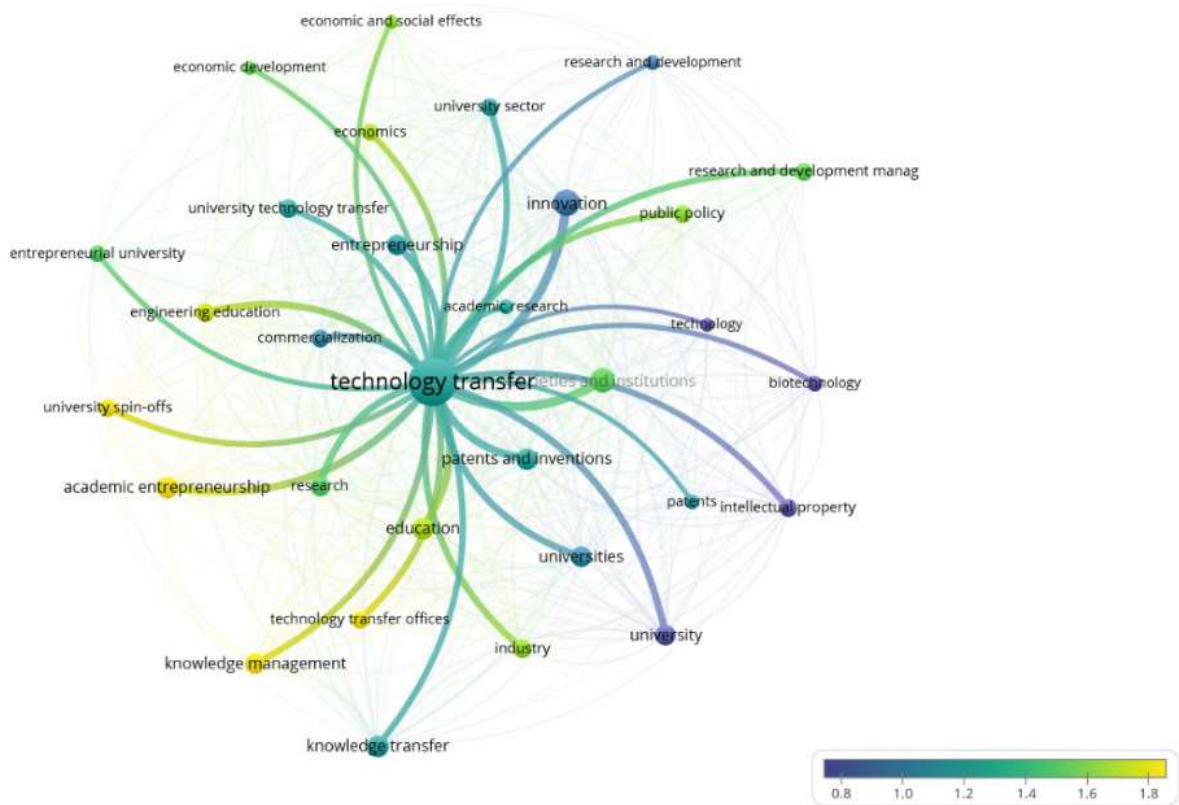 economic and social effects
research and development
economic development
university sector
economics
research and development manag
innovation
university technology transfer
public policy
entrepreneurship
entrepreneurial university
academic research
engineering education
technology
commercialization
technology transfer
and institutions
biotechnology
university spin-offs
patents and inventions
academic entrepreneurship
research
patents
intellectual property
education
universities
technology transfer offices
university
industry
knowledge management
knowledge transfer
0.8 1.0 1.2 1.4 1.6 1.8